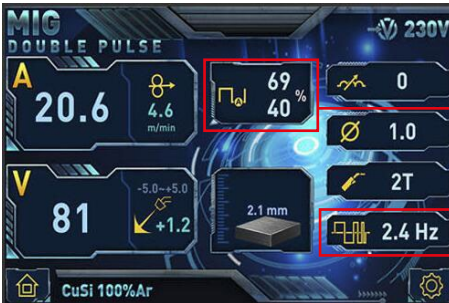 MIG
DOUBLE PULSE
230V
A
20.6
4.6
m/min
69
40 %
0
1.0
2T
V
81
-5.0~+5.0
+1.2
2.1 mm
2.4 Hz
CuSi 100%Ar